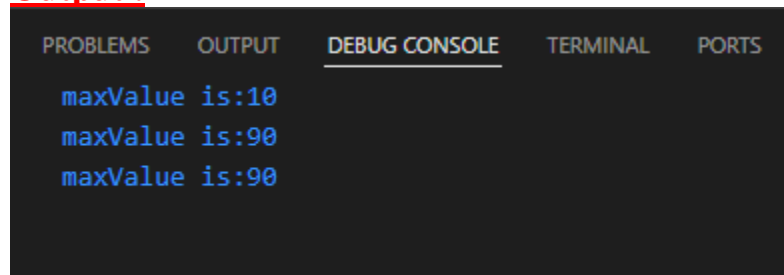 PROBLEMS OUTPUT DEBUG CONSOLE TERMINAL PORTS
maxValue is:10
maxValue is:90
maxValue is:90